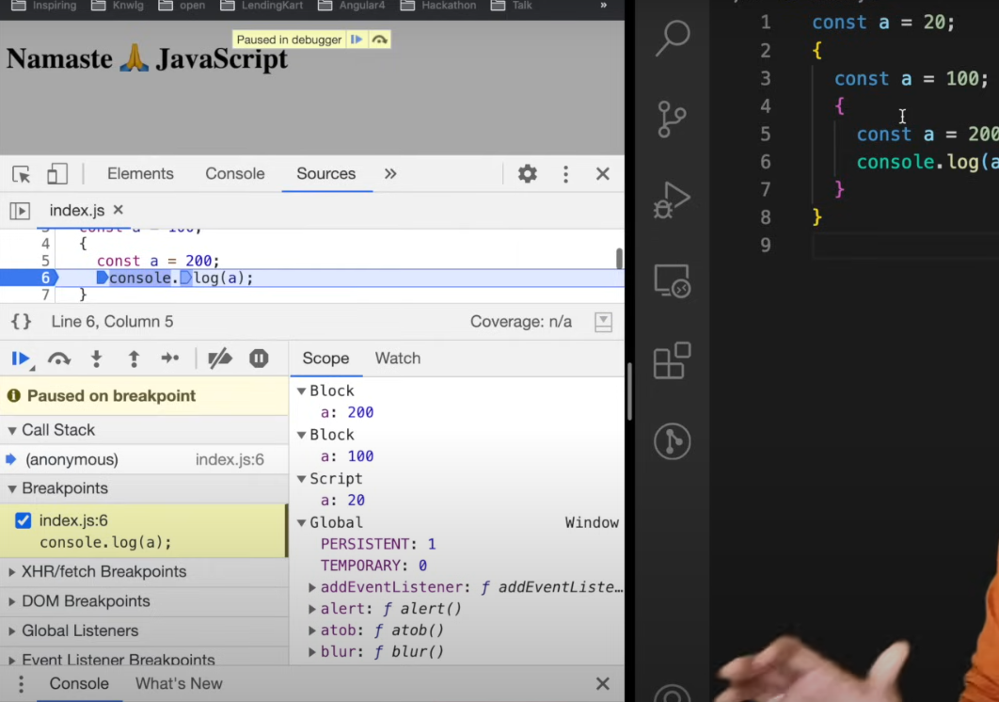 Inspiring Knwlg open LendingKart Angular4 Hackathon Talk »
Paused in debugger
Namaste 🙏 JavaScript
Elements Console Sources »
index.js ×
3 const a = 100;
4 {
5 const a = 200;
6 console.log(a);
7 }
{} Line 6, Column 5 Coverage: n/a
Scope Watch
Paused on breakpoint
Call Stack
(anonymous) index.js:6
Breakpoints
index.js:6
console.log(a);
XHR/fetch Breakpoints
DOM Breakpoints
Global Listeners
Event Listener Breakpoints
Block
a: 200
Block
a: 100
Script
a: 20
Global Window
PERSISTENT: 1
TEMPORARY: 0
addEventListener: ƒ addEventListe…
alert: ƒ alert()
atob: ƒ atob()
blur: ƒ blur()
Console What's New
1 const a = 20;
2 {
3 const a = 100;
4 {
5 const a = 200
6 console.log(a
7 }
8 }
9